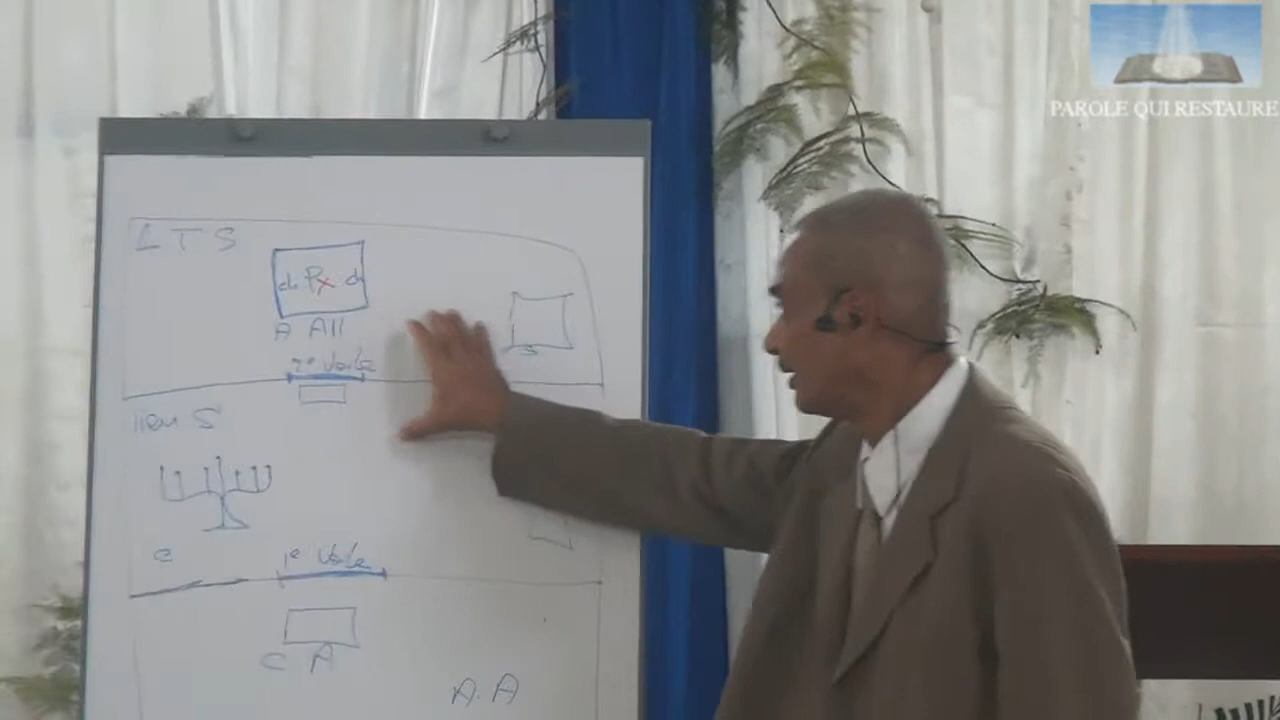 PAROLE QUI RESTAURE
LTS
A All
2e Voile
lieu S
S
C
1e Voile
C A
A.A